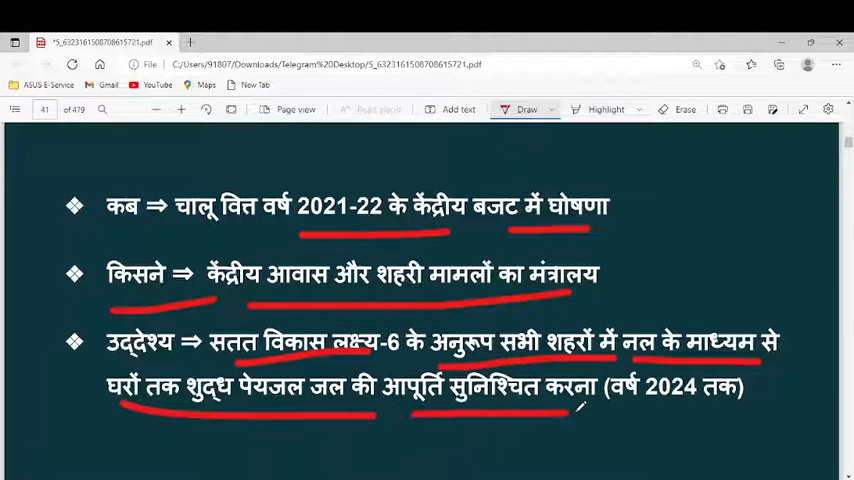 *5_6323161508708615721.pdf
File C:/Users/91807/Downloads/Telegram Desktop/5_6323161508708615721.pdf
ASUS E-Service Gmail YouTube Maps New Tab
41 of 479 Page view Read aloud Add text Draw Highlight Erase
❖ कब ⇒ चालू वित्त वर्ष 2021-22 के केंद्रीय बजट में घोषणा
❖ किसने ⇒ केंद्रीय आवास और शहरी मामलों का मंत्रालय
❖ उद्देश्य ⇒ सतत विकास लक्ष्य-6 के अनुरूप सभी शहरों में नल के माध्यम से
घरों तक शुद्ध पेयजल जल की आपूर्ति सुनिश्चित करना (वर्ष 2024 तक)